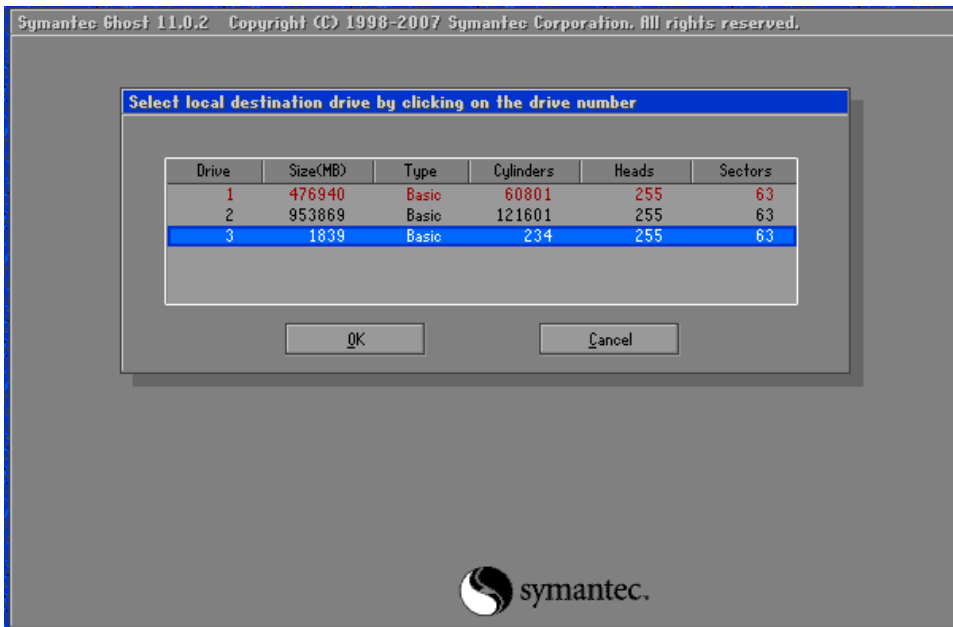 Symantec Ghost 11.0.2 Copyright (C) 1998-2007 Symantec Corporation. All rights reserved.
Select local destination drive by clicking on the drive number
Drive Size(MB) Type Cylinders Heads Sectors
1 476940 Basic 60801 255 63
2 953869 Basic 121601 255 63
3 1839 Basic 234 255 63
OK Cancel
symantec.